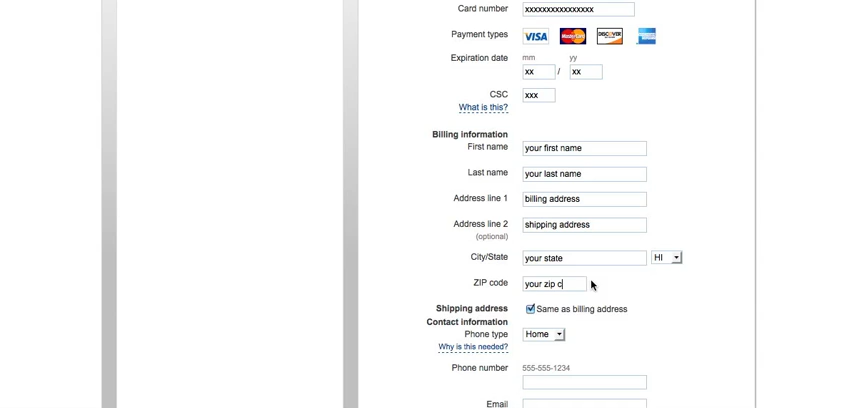 Card number xxxxxxxxxxxxxxxx
Payment types VISA MasterCard DISCOVER
Expiration date mm yy
xx / xx
CSC xxx
What is this?
Billing information
First name your first name
Last name your last name
Address line 1 billing address
Address line 2 shipping address
(optional)
City/State your state HI
ZIP code your zip c
Shipping address Same as billing address
Contact information
Phone type Home
Why is this needed?
Phone number 555-555-1234
Email